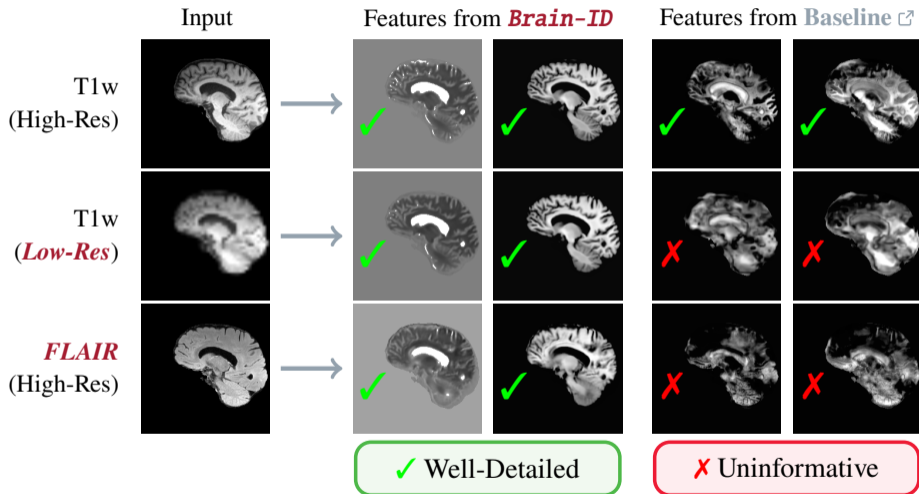 Input
Features from Brain-ID
Features from Baseline
T1w
(High-Res)
✓ ✓ ✓ ✓
T1w
(Low-Res)
✓ ✓ ✗ ✗
FLAIR
(High-Res)
✓ ✓ ✗ ✗
✓ Well-Detailed
✗ Uninformative